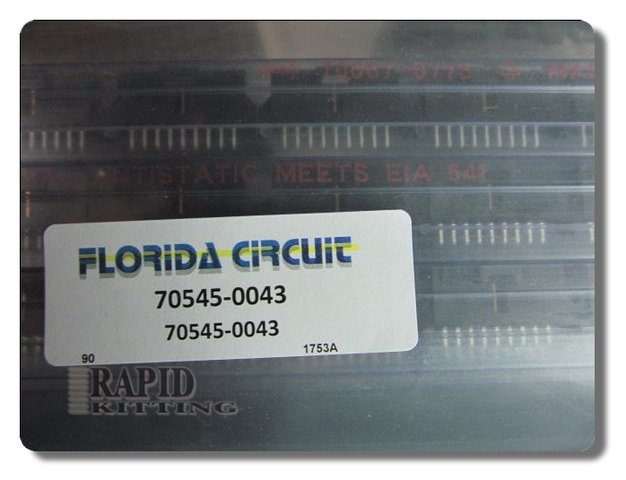 ANTISTATIC MEETS EIA 541
FLORIDA CIRCUIT
70545-0043
70545-0043
90 1753A
RAPID
KITTING